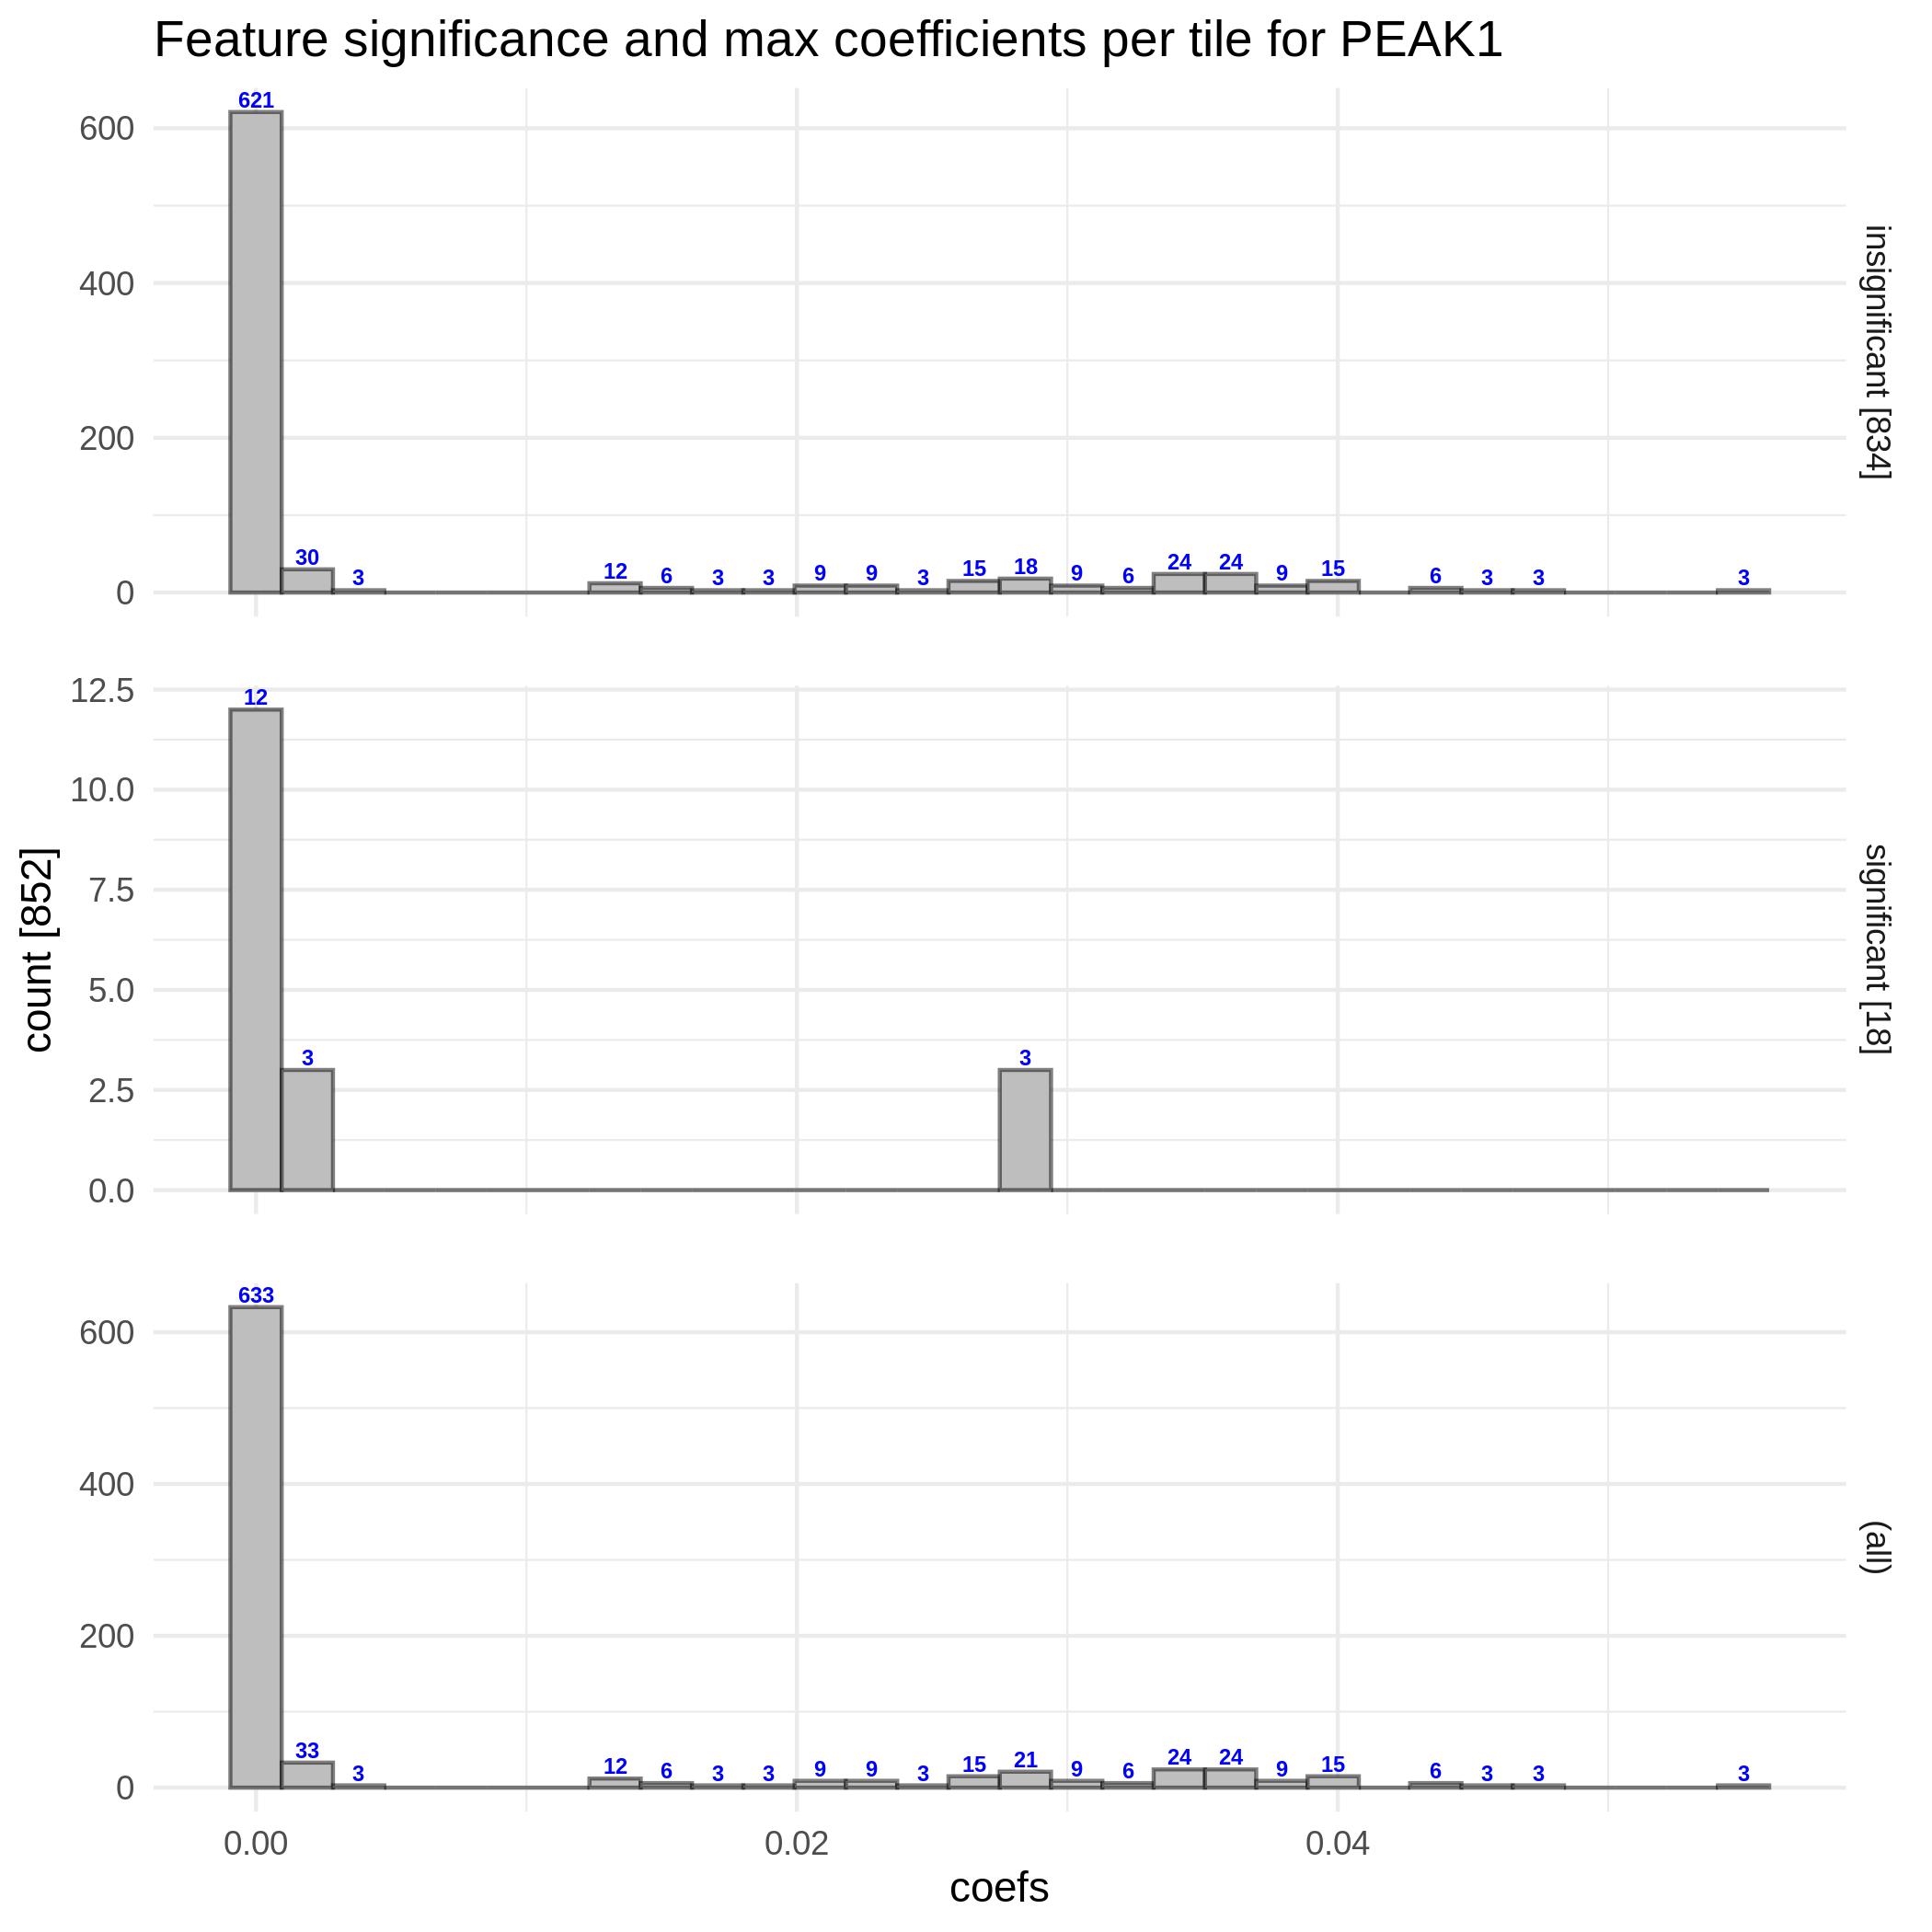 Feature significance and max coefficients per tile for PEAK1
621
600
400
200
30 3 12 6 3 3 9 9 3 15 18 9 6 24 24 9 15 6 3 3 3
0
insignificant [834]
12.5
12
10.0
7.5
5.0
3 3
2.5
0.0
significant [18]
count [852]
633
600
400
200
33 3 12 6 3 3 9 9 3 15 21 9 6 24 24 9 15 6 3 3 3
0
(all)
0.00 0.02 0.04
coefs